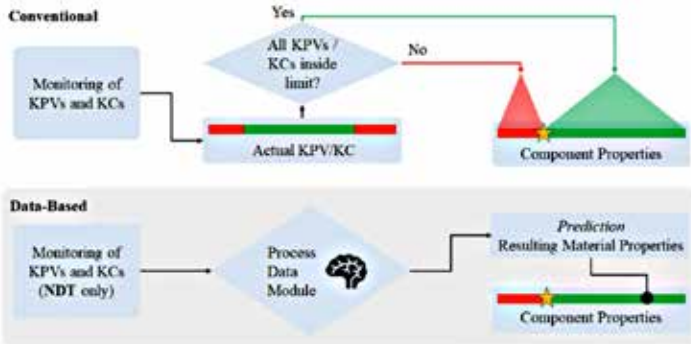 Conventional
Yes
All KPVs /
KCs inside
limit?
No
Monitoring of
KPVs and KCs
Actual KPV/KC
Component Properties
Data-Based
Monitoring of
KPVs and KCs
(NDT only)
Process
Data
Module
Prediction
Resulting Material Properties
Component Properties